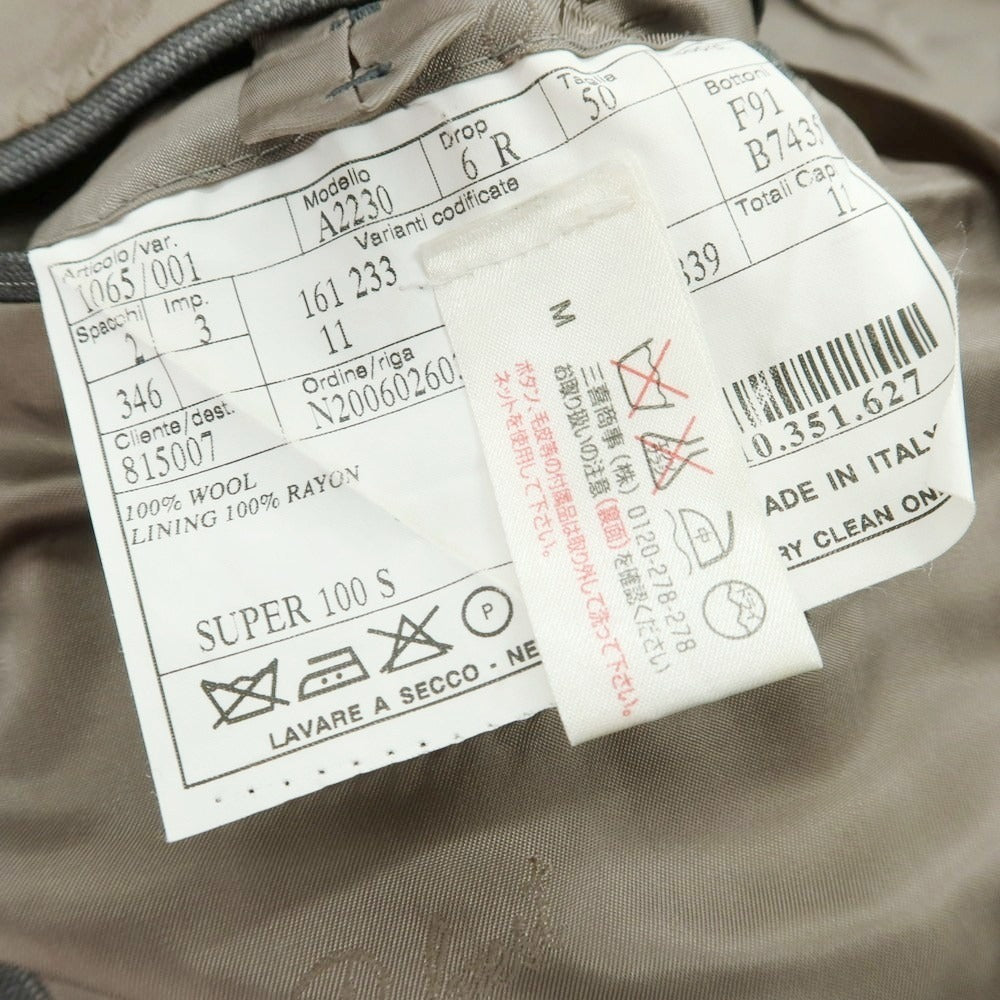 Articolo/var. Modello Drop Taglia Bottoni
1065/001 A2230 6 R 50 F91
B743
Spacchi Imp. Varianti codificate Totali Cap
2 3 161 233 339 11
11
346 Ordine/riga
Cliente/dest. N20060260
815007
0.351.627
100% WOOL
LINING 100% RAYON
ADE IN ITALY
RY CLEAN ON
SUPER 100 S
P
LAVARE A SECCO - NE
M
中
三喜商事(株) 0120-278-278
お取り扱いの注意(裏面)を確認ください
ボタン、毛皮等の付属品は取り外して洗って下さい。
ネットを使用して下さい。